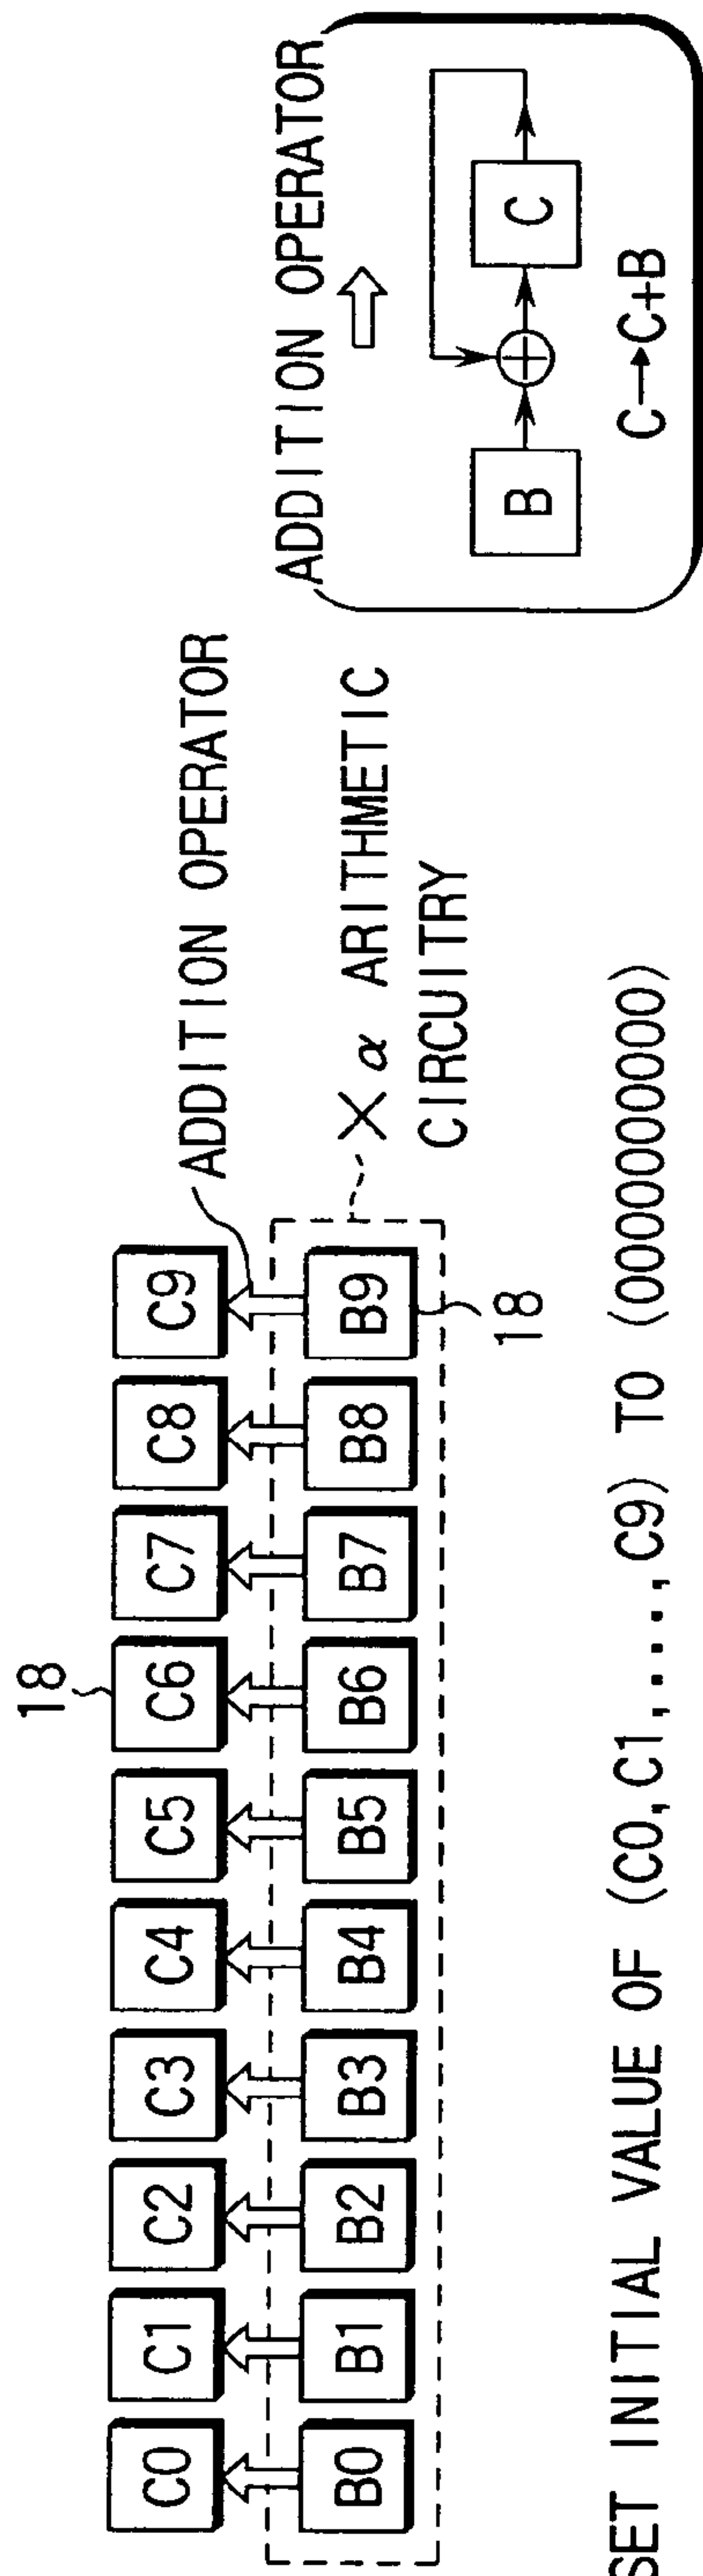 18
C0 C1 C2 C3 C4 C5 C6 C7 C8 C9
ADDITION OPERATOR
B0 B1 B2 B3 B4 B5 B6 B7 B8 B9
× α ARITHMETIC
CIRCUITRY
18
SET INITIAL VALUE OF (C0,C1,....,C9) TO (0000000000)
ADDITION OPERATOR
B
C
C→C+B